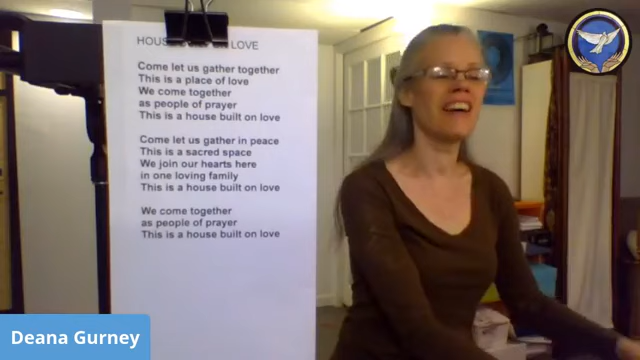 HOUS ON LOVE
Come let us gather together
This is a place of love
We come together
as people of prayer
This is a house built on love
Come let us gather in peace
This is a sacred space
We join our hearts here
in one loving family
This is a house built on love
We come together
as people of prayer
This is a house built on love
Deana Gurney